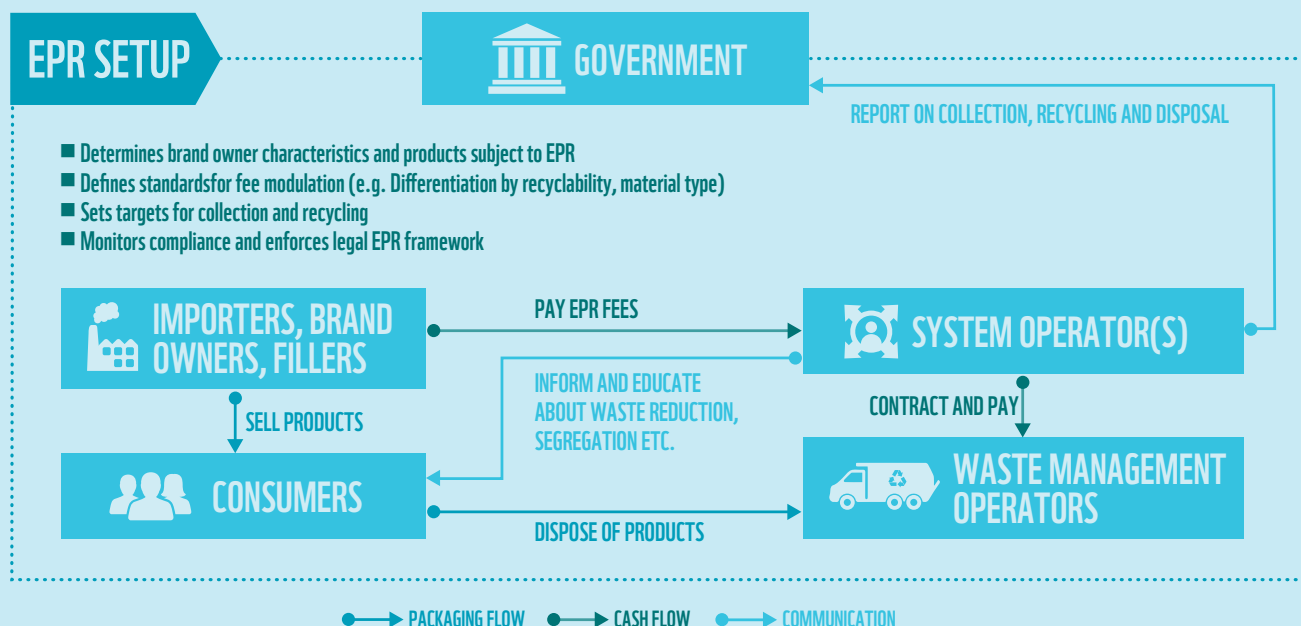 EPR SETUP
GOVERNMENT
REPORT ON COLLECTION, RECYCLING AND DISPOSAL
Determines brand owner characteristics and products subject to EPR
Defines standardsfor fee modulation (e.g. Differentiation by recyclability, material type)
Sets targets for collection and recycling
Monitors compliance and enforces legal EPR framework
IMPORTERS, BRAND
OWNERS, FILLERS
PAY EPR FEES
SYSTEM OPERATOR(S)
SELL PRODUCTS
INFORM AND EDUCATE
ABOUT WASTE REDUCTION,
SEGREGATION ETC.
CONTRACT AND PAY
CONSUMERS
DISPOSE OF PRODUCTS
WASTE MANAGEMENT
OPERATORS
PACKAGING FLOW
CASH FLOW
COMMUNICATION